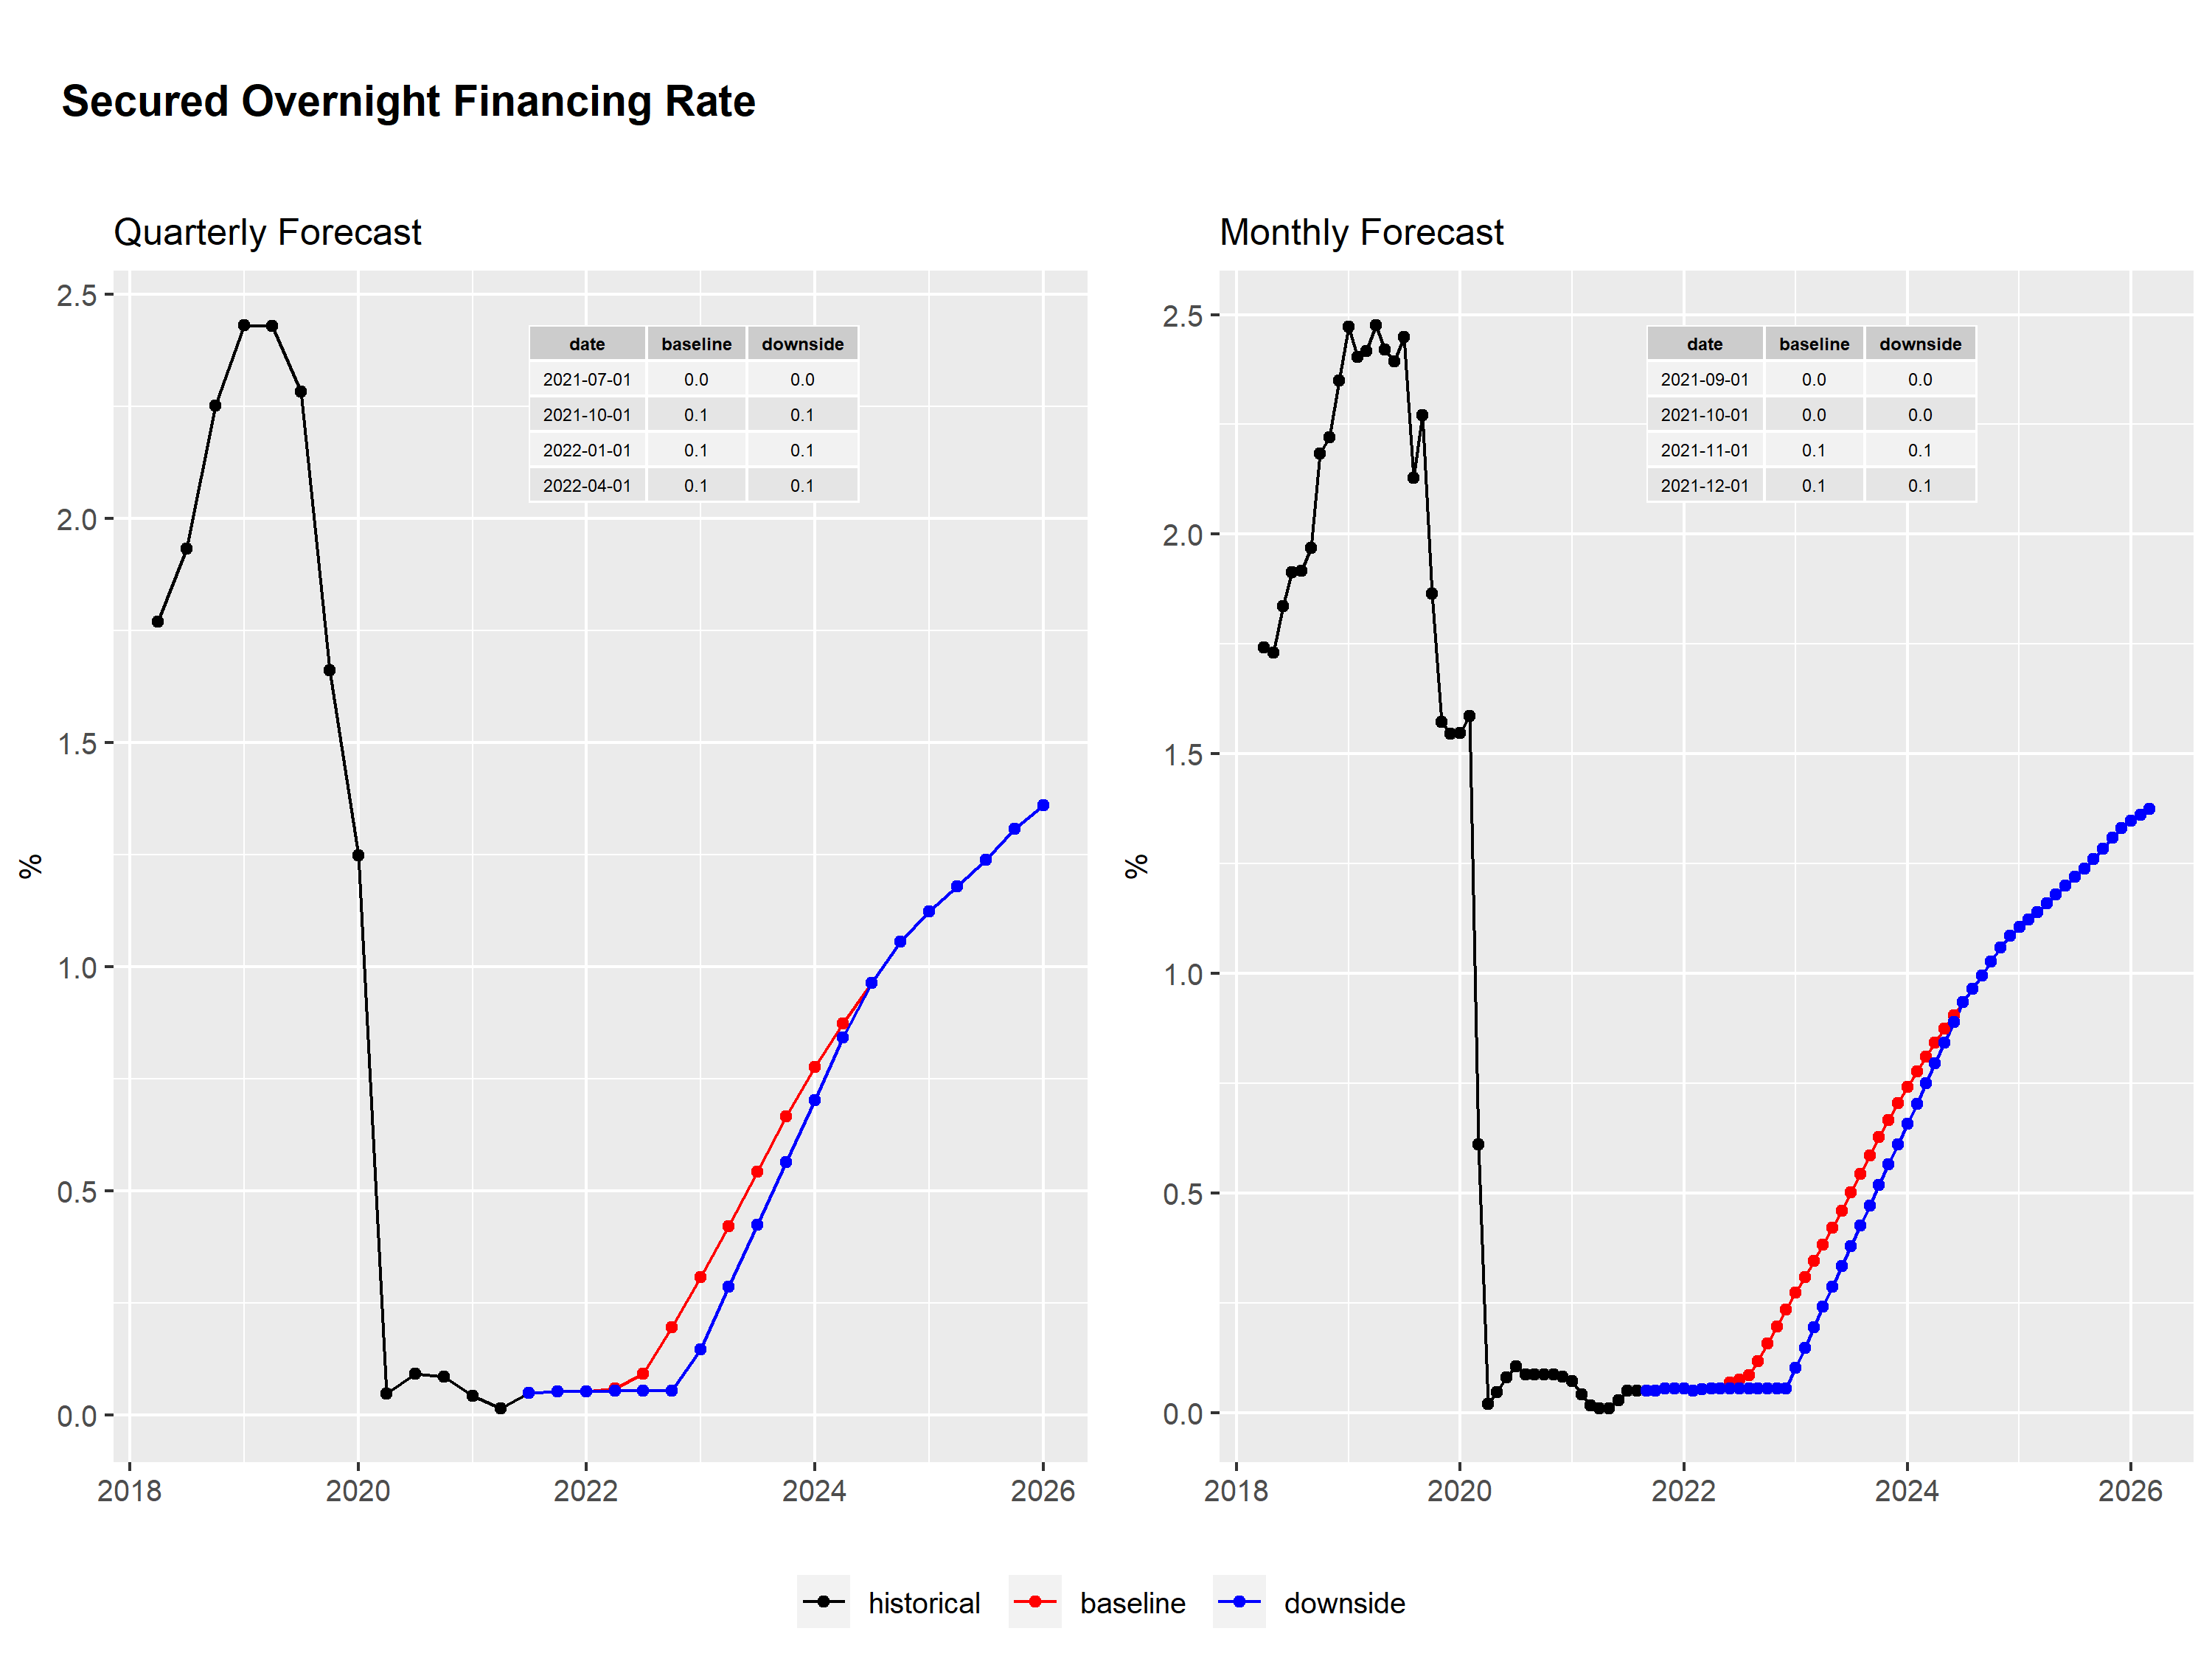 Secured Overnight Financing Rate
Quarterly Forecast
2.5
2.0
1.5
1.0
0.5
0.0
%
2018 2020 2022 2024 2026
date baseline downside
2021-07-01 0.0 0.0
2021-10-01 0.1 0.1
2022-01-01 0.1 0.1
2022-04-01 0.1 0.1
Monthly Forecast
2.5
2.0
1.5
1.0
0.5
0.0
%
2018 2020 2022 2024 2026
date baseline downside
2021-09-01 0.0 0.0
2021-10-01 0.0 0.0
2021-11-01 0.1 0.1
2021-12-01 0.1 0.1
historical baseline downside